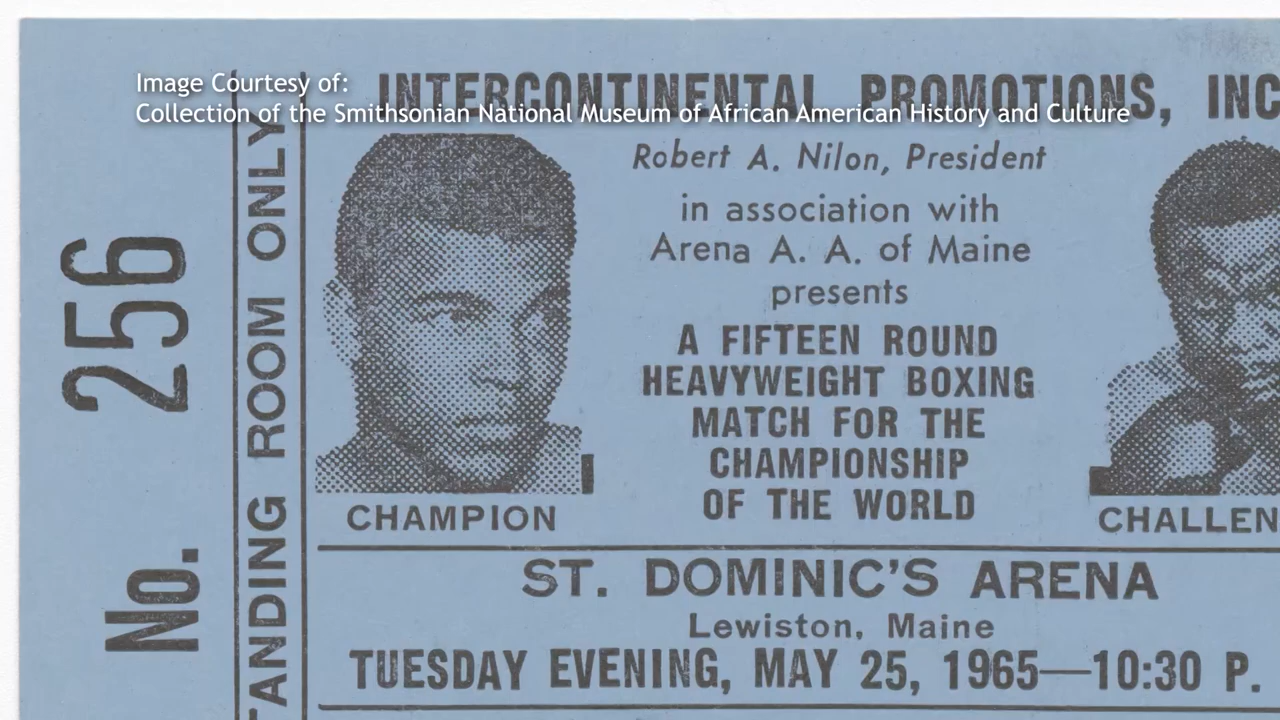 Image Courtesy of:
Collection of the Smithsonian National Museum of African American History and Culture
No. 256
STANDING ROOM ONLY
INTERCONTINENTAL PROMOTIONS, INC
Robert A. Nilon, President
in association with
Arena A. A. of Maine
presents
A FIFTEEN ROUND
HEAVYWEIGHT BOXING
MATCH FOR THE
CHAMPIONSHIP
OF THE WORLD
CHAMPION
CHALLEN
ST. DOMINIC'S ARENA
Lewiston, Maine
TUESDAY EVENING, MAY 25, 1965—10:30 P.